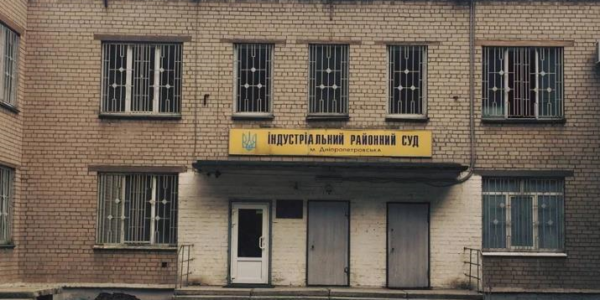 ІНДУСТРІАЛЬНИЙ РАЙОННИЙ СУД
м. Дніпропетровська